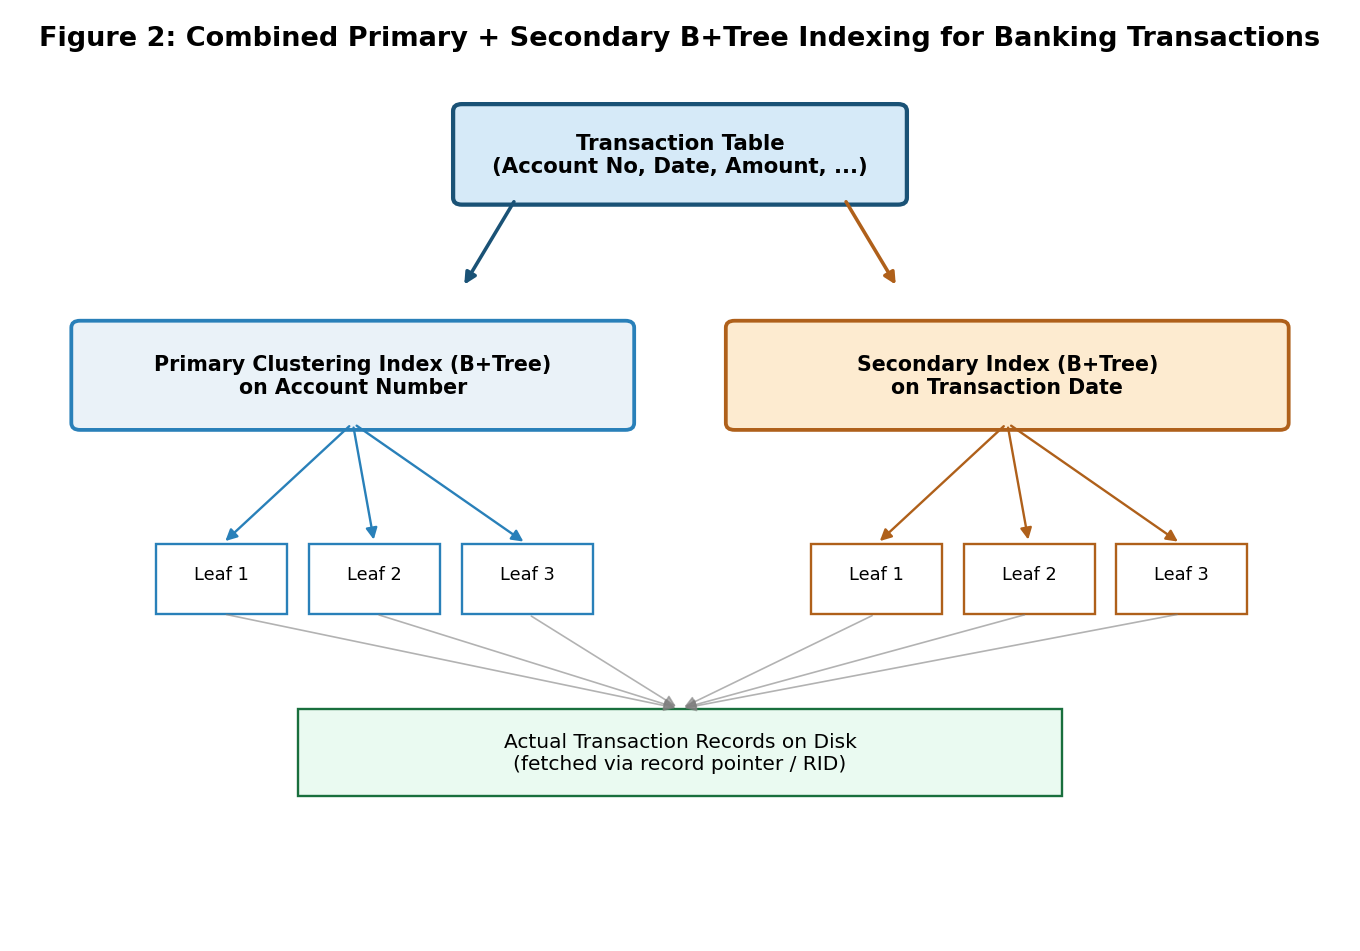 Figure 2: Combined Primary + Secondary B+Tree Indexing for Banking Transactions
Transaction Table
(Account No, Date, Amount, ...)
Primary Clustering Index (B+Tree)
on Account Number
Secondary Index (B+Tree)
on Transaction Date
Leaf 1
Leaf 2
Leaf 3
Leaf 1
Leaf 2
Leaf 3
Actual Transaction Records on Disk
(fetched via record pointer / RID)